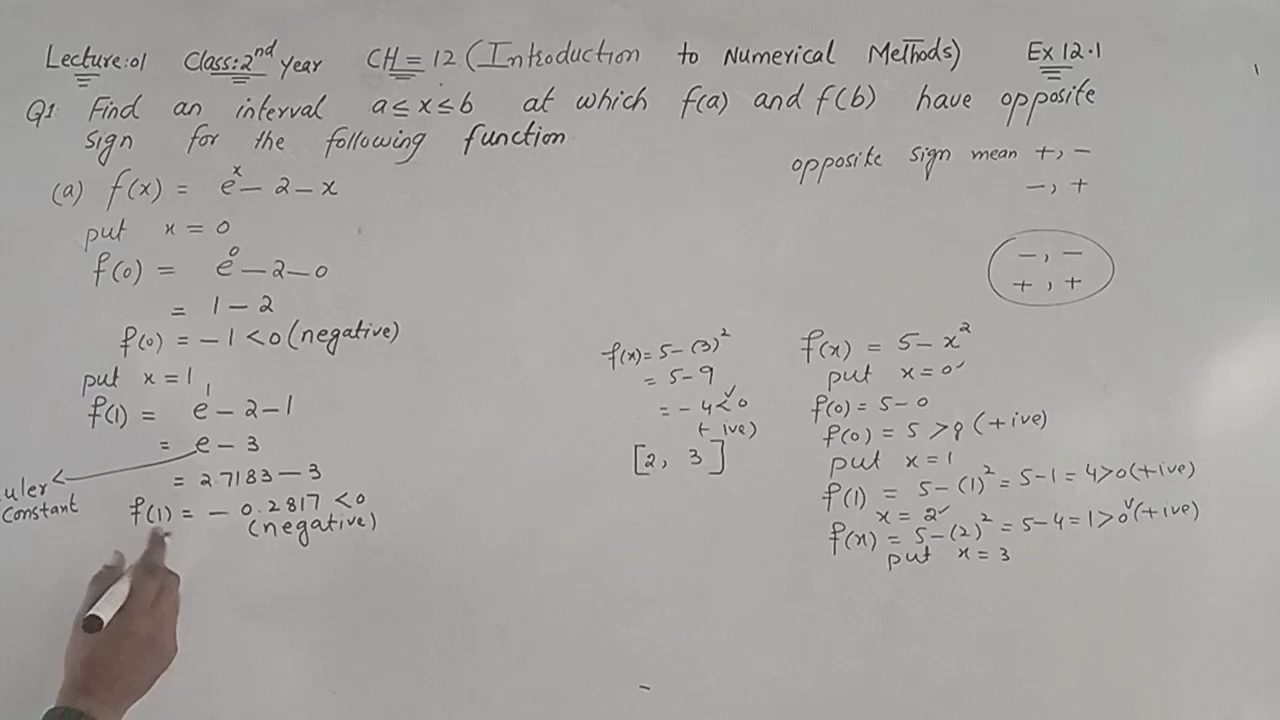 Lecture:01 Class:2nd year CH = 12 (Introduction to Numerical Methods) Ex 12.1
Q1 Find an interval a≤x≤b at which f(a) and f(b) have opposite
sign for the following function
opposite sign mean +, −
−, +
−, −
+, +
(a) f(x) = eˣ − 2 − x
put x = 0
f(0) = e⁰ − 2 − 0
= 1 − 2
f(0) = −1 < 0 (negative)
put x = 1
f(1) = e¹ − 2 − 1
= e − 3
= 2.7183 − 3
uler
constant
f(1) = − 0.2817 < 0
(negative)
f(x) = 5 − (3)²
= 5 − 9
= − 4 < 0
(− ive)
[2, 3]
f(x) = 5 − x²
put x = 0
f(0) = 5 − 0
f(0) = 5 > 0 (+ive)
put x = 1
f(1) = 5 − (1)² = 5 − 1 = 4 > 0 (+ive)
x = 2
f(x) = 5 − (2)² = 5 − 4 = 1 > 0 (+ive)
put x = 3